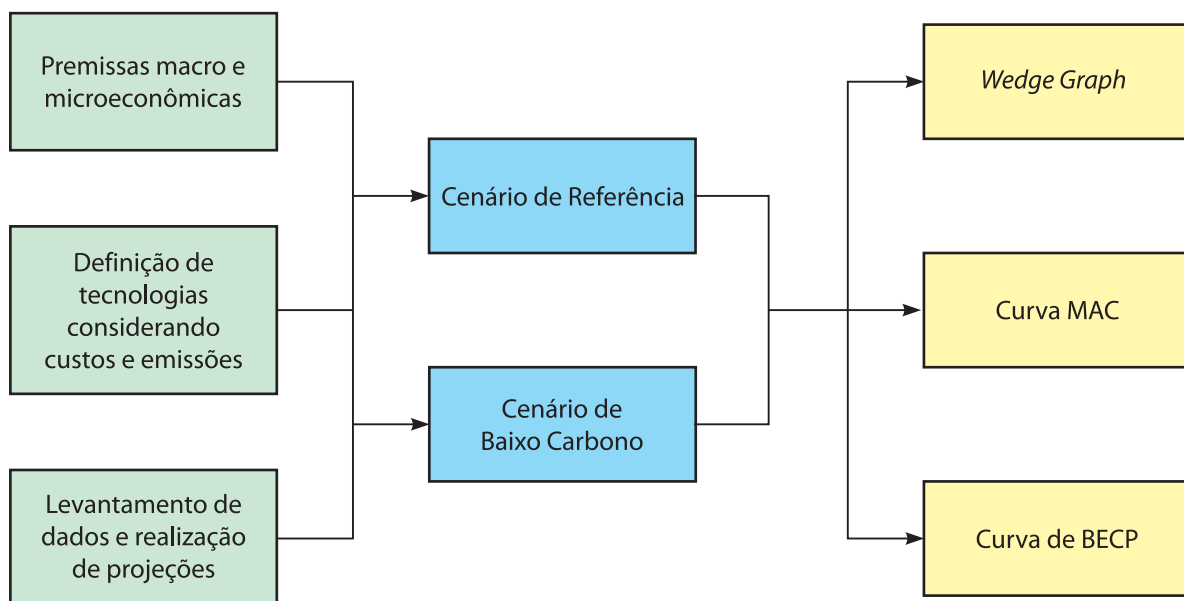 Premissas macro e
microeconômicas
Definição de
tecnologias
considerando
custos e emissões
Levantamento de
dados e realização
de projeções
Cenário de Referência
Cenário de
Baixo Carbono
Wedge Graph
Curva MAC
Curva de BECP